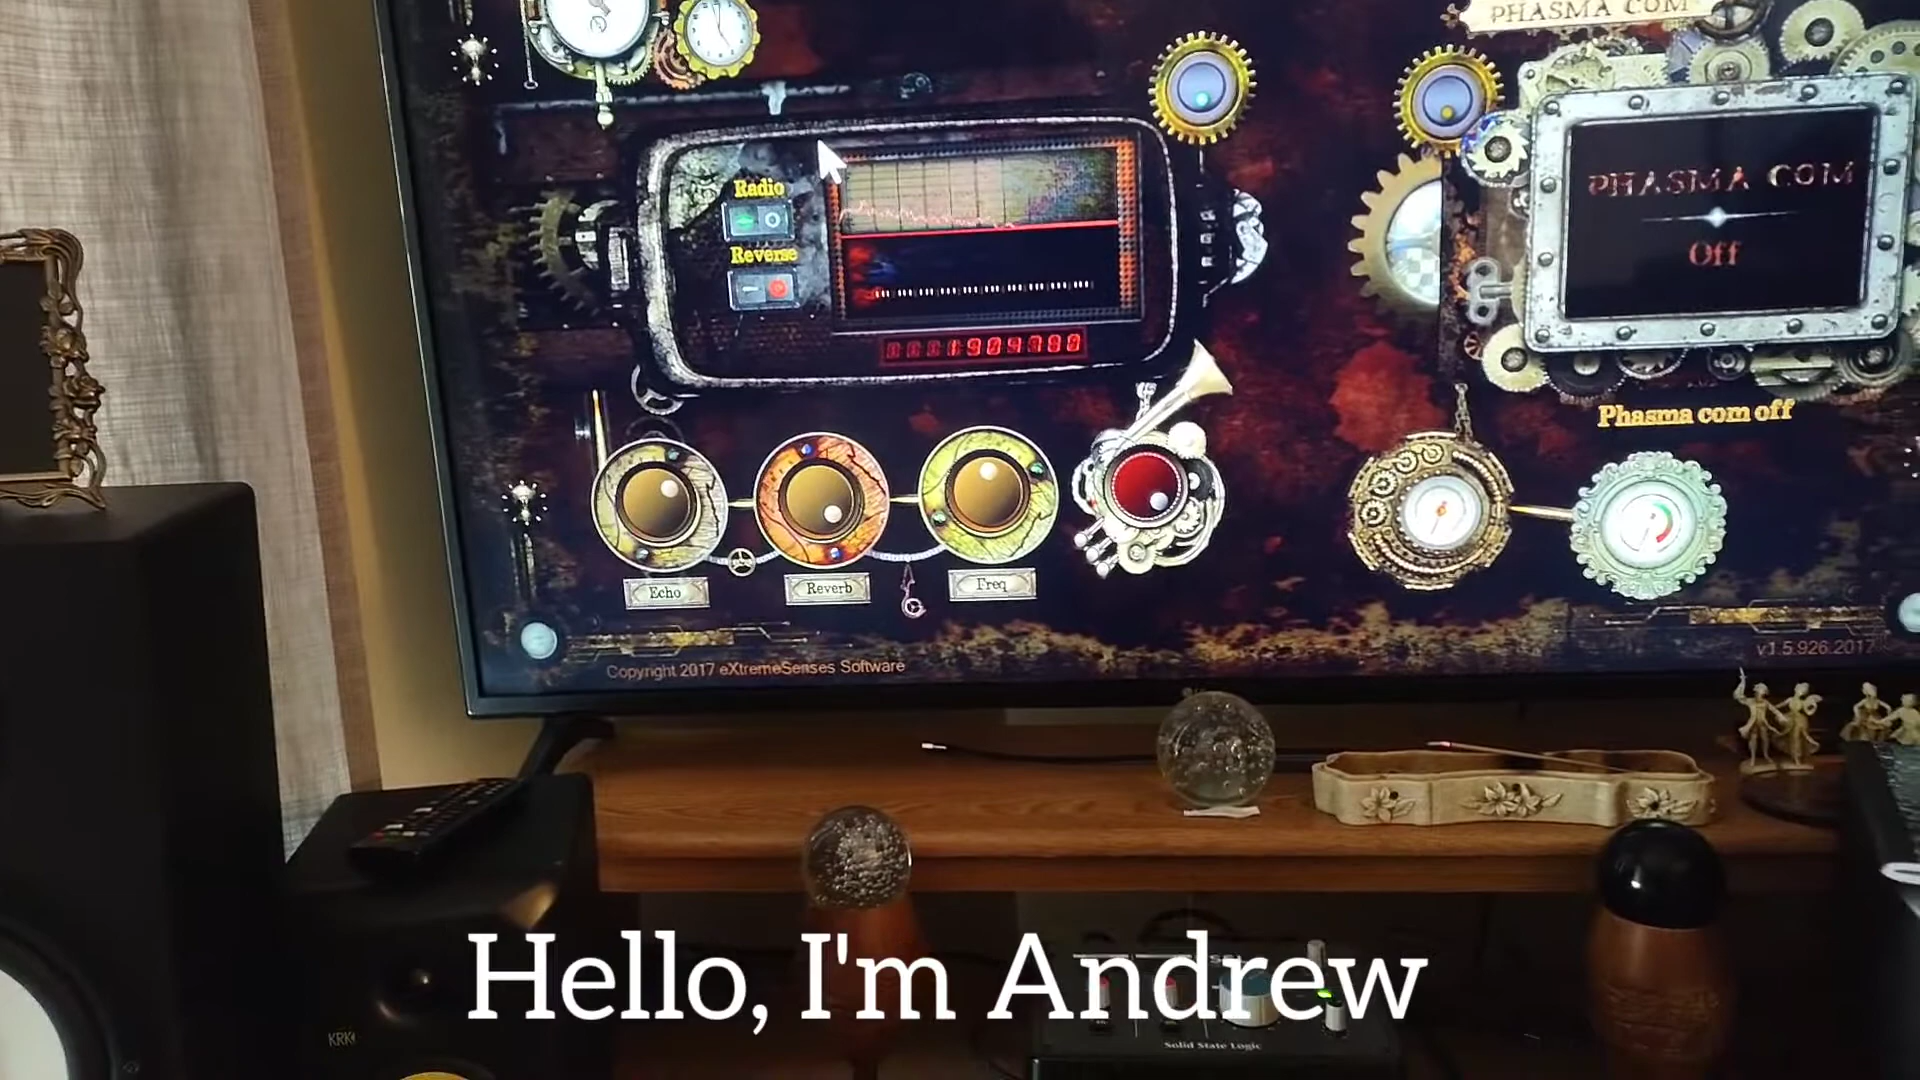 PHASMA COM
Radio
Reverse
PHASMA COM
Off
Phasma com off
Echo
Reverb
Freq
Copyright 2017 eXtremeSenses Software
v1.5.926.2017
Hello, I'm Andrew
KRK
Solid State Logic